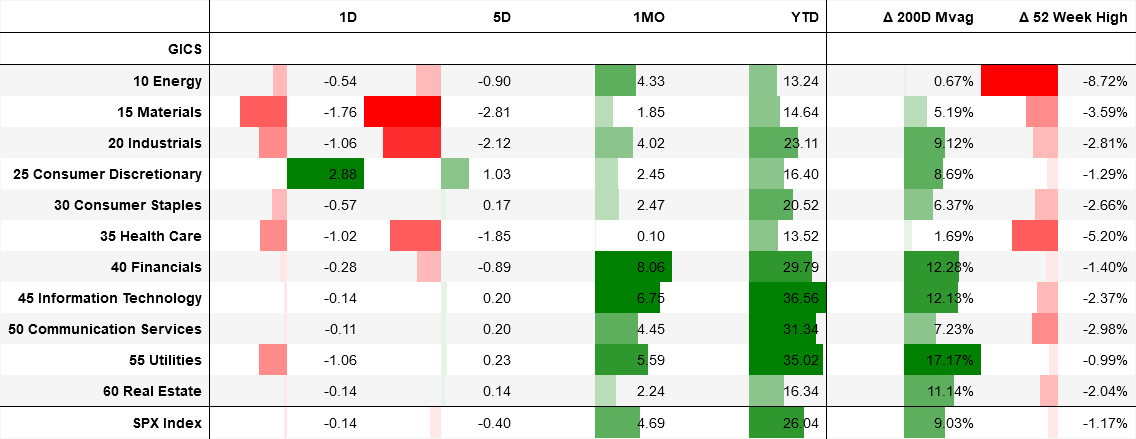 1D 5D 1MO YTD Δ 200D Mvag Δ 52 Week High
GICS
10 Energy -0.54 -0.90 4.33 13.24 0.67% -8.72%
15 Materials -1.76 -2.81 1.85 14.64 5.19% -3.59%
20 Industrials -1.06 -2.12 4.02 23.11 9.12% -2.81%
25 Consumer Discretionary 2.88 1.03 2.45 16.40 8.69% -1.29%
30 Consumer Staples -0.57 0.17 2.47 20.52 6.37% -2.66%
35 Health Care -1.02 -1.85 0.10 13.52 1.69% -5.20%
40 Financials -0.28 -0.89 8.06 29.79 12.28% -1.40%
45 Information Technology -0.14 0.20 6.75 36.56 12.13% -2.37%
50 Communication Services -0.11 0.20 4.45 31.34 7.23% -2.98%
55 Utilities -1.06 0.23 5.59 35.02 17.17% -0.99%
60 Real Estate -0.14 0.14 2.24 16.34 11.14% -2.04%
SPX Index -0.14 -0.40 4.69 26.04 9.03% -1.17%